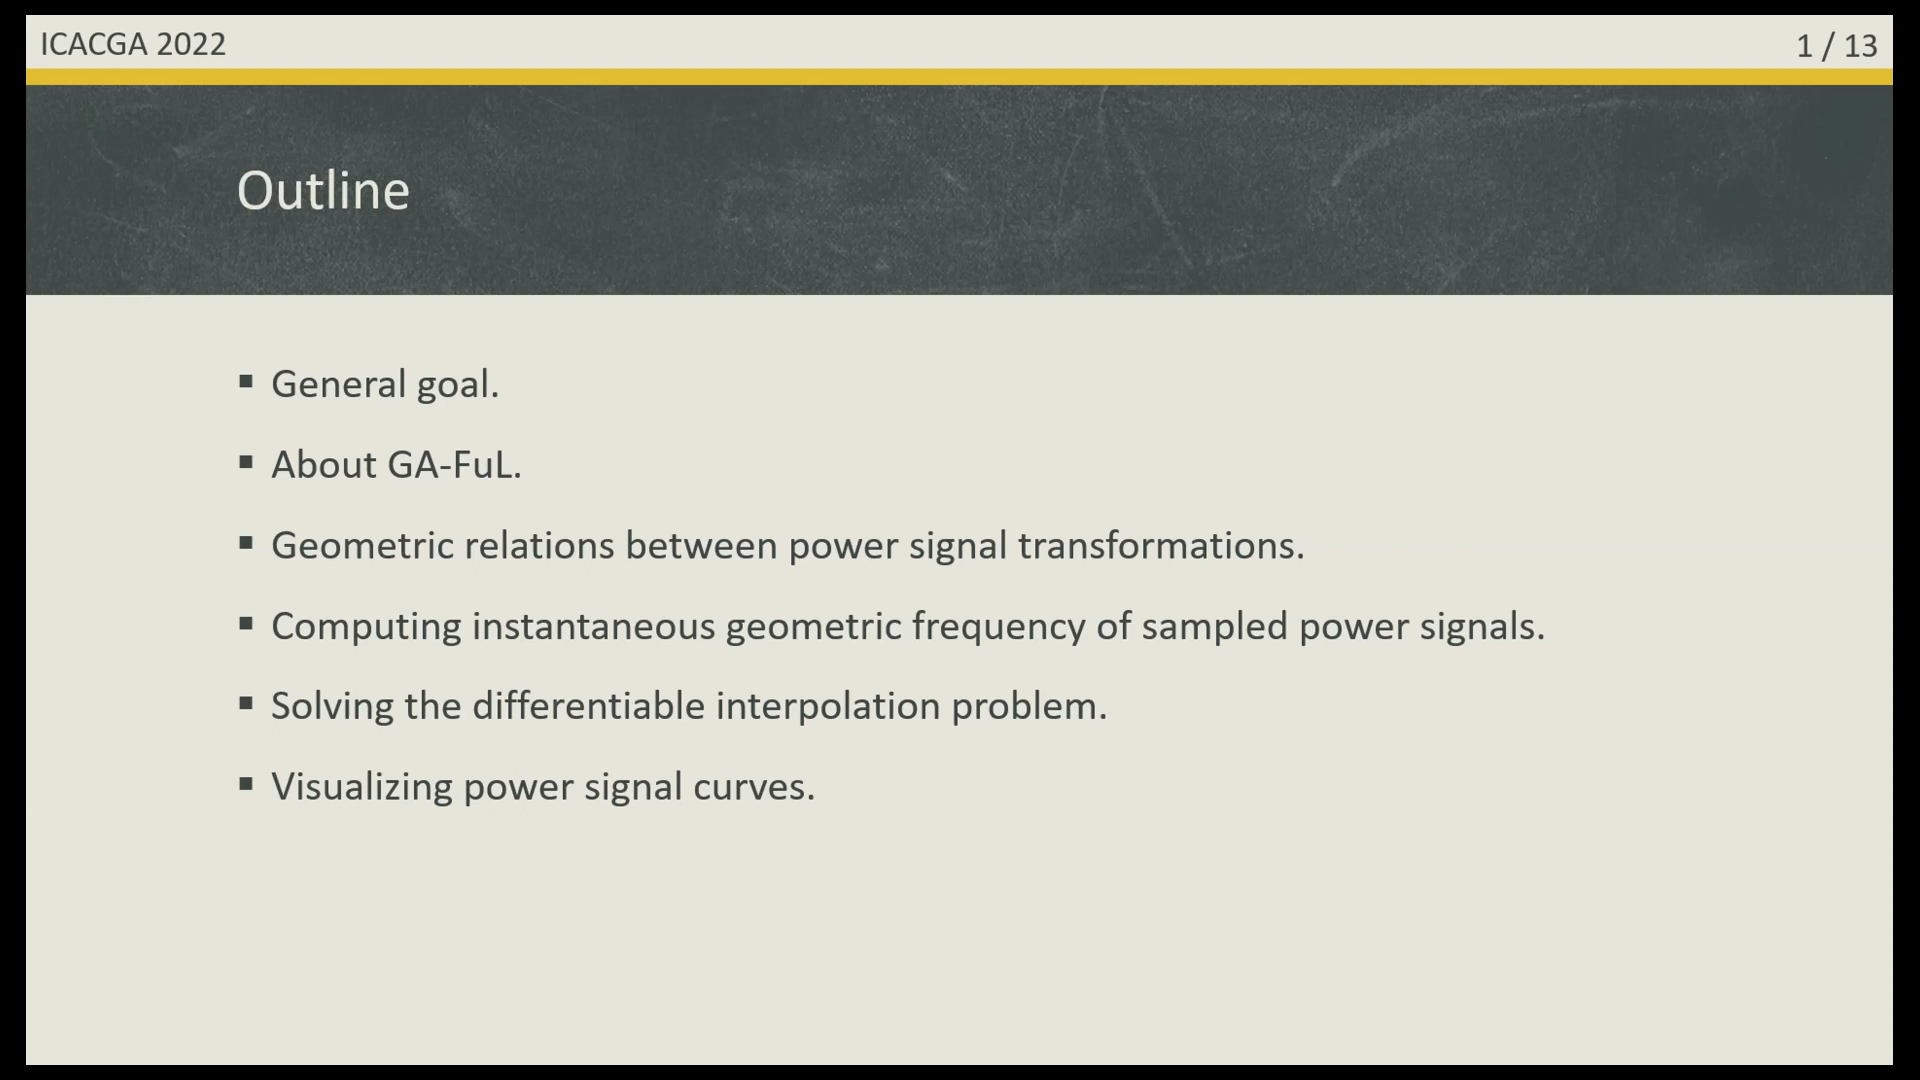 ICACGA 2022
1 / 13
Outline
▪ General goal.
▪ About GA-FuL.
▪ Geometric relations between power signal transformations.
▪ Computing instantaneous geometric frequency of sampled power signals.
▪ Solving the differentiable interpolation problem.
▪ Visualizing power signal curves.